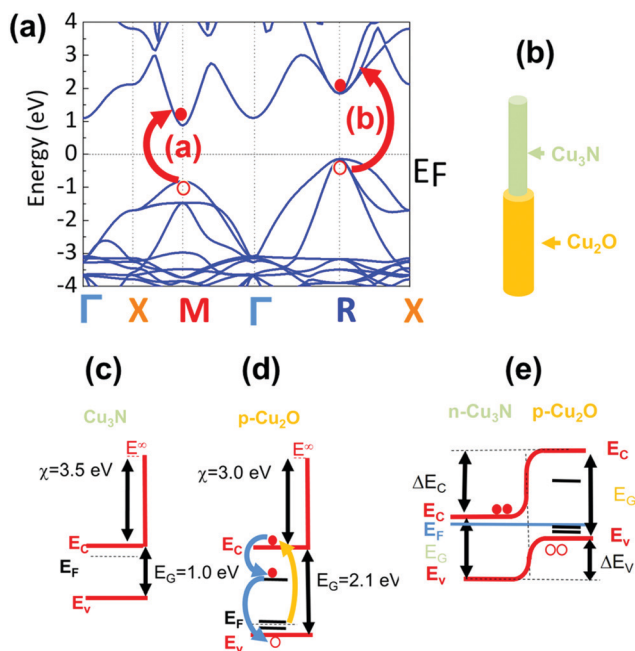 (a)
4
3
2
1
0
-1
-2
-3
-4
Energy (eV)
(a)
(b)
EF
Γ X M Γ R X
(b)
Cu₃N
Cu₂O
(c)
Cu₃N
E∞
χ=3.5 eV
EC
EF
EG=1.0 eV
Ev
(d)
p-Cu₂O
E∞
χ=3.0 eV
EC
EG=2.1 eV
EF
Ev
(e)
n-Cu₃N p-Cu₂O
EC
ΔEC
EC
EF
EG
EG
Ev
Ev
ΔEV